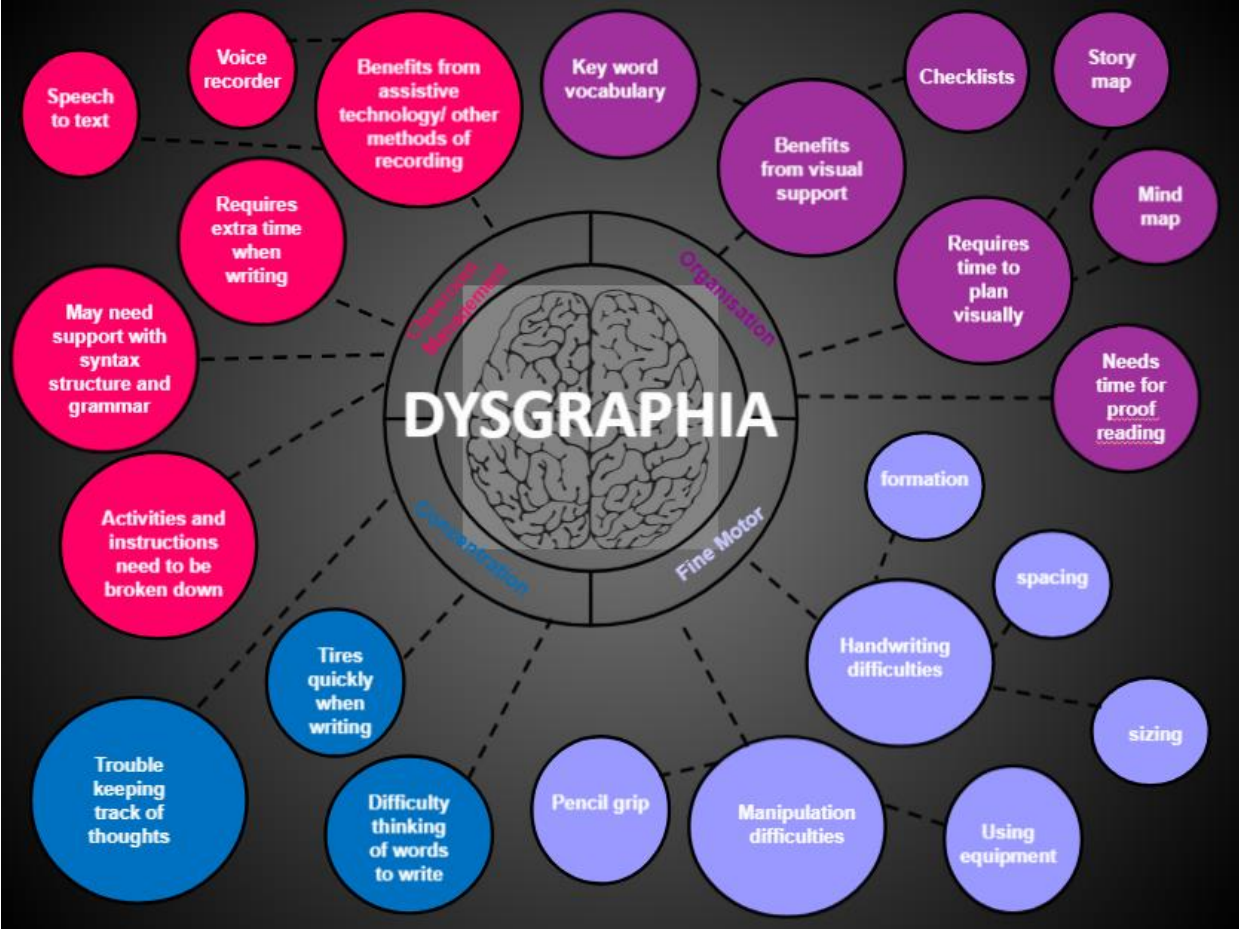 Speech
to text
Voice
recorder
Benefits from
assistive
technology/ other
methods of
recording
Requires
extra time
when
writing
May need
support with
syntax
structure and
grammar
Activities and
instructions
need to be
broken down
Key word
vocabulary
Benefits
from visual
support
Checklists
Story
map
Mind
map
Requires
time to
plan
visually
Needs
time for
proof
reading
Classroom
Management
Organisation
DYSGRAPHIA
Concentration
Fine Motor
formation
spacing
Handwriting
difficulties
sizing
Tires
quickly
when
writing
Trouble
keeping
track of
thoughts
Difficulty
thinking
of words
to write
Pencil grip
Manipulation
difficulties
Using
equipment